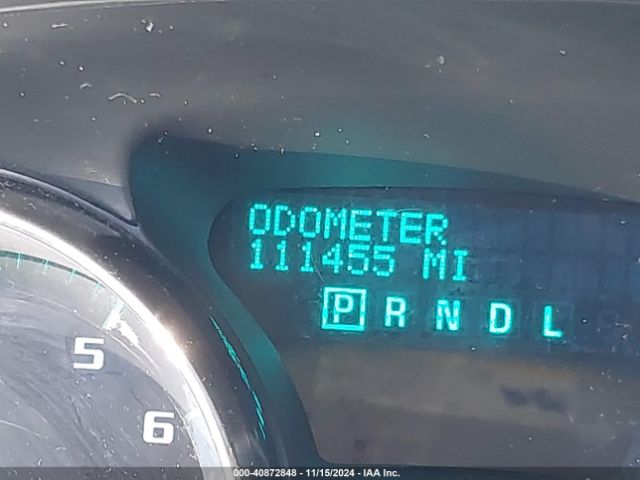 ODOMETER
111455 MI
P R N D L
5
6
000-40872848 - 11/15/2024 - IAA Inc.